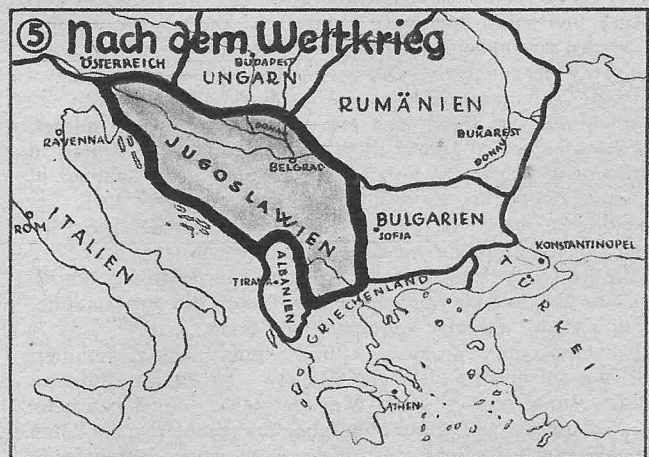 ⑤ Nach dem Weltkrieg
ÖSTERREICH
BUDAPEST
UNGARN
RUMÄNIEN
BUKAREST
DONAU
DONAU
RAVENNA
JUGOSLAWIEN
BELGRAD
BULGARIEN
SOFIA
ROM
ITALIEN
KONSTANTINOPEL
TÜRKEI
TIRANA
ALBANIEN
GRIECHENLAND
ATHEN